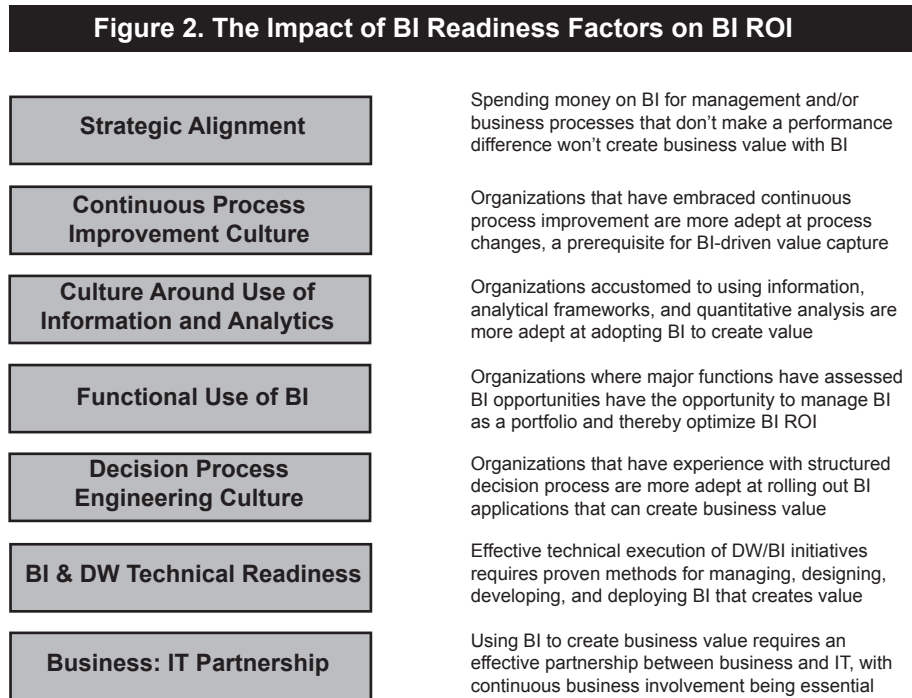 Figure 2. The Impact of BI Readiness Factors on BI ROI
Strategic Alignment
Spending money on BI for management and/or
business processes that don’t make a performance
difference won’t create business value with BI
Continuous Process
Improvement Culture
Organizations that have embraced continuous
process improvement are more adept at process
changes, a prerequisite for BI-driven value capture
Culture Around Use of
Information and Analytics
Organizations accustomed to using information,
analytical frameworks, and quantitative analysis are
more adept at adopting BI to create value
Functional Use of BI
Organizations where major functions have assessed
BI opportunities have the opportunity to manage BI
as a portfolio and thereby optimize BI ROI
Decision Process
Engineering Culture
Organizations that have experience with structured
decision process are more adept at rolling out BI
applications that can create business value
BI & DW Technical Readiness
Effective technical execution of DW/BI initiatives
requires proven methods for managing, designing,
developing, and deploying BI that creates value
Business: IT Partnership
Using BI to create business value requires an
effective partnership between business and IT, with
continuous business involvement being essential